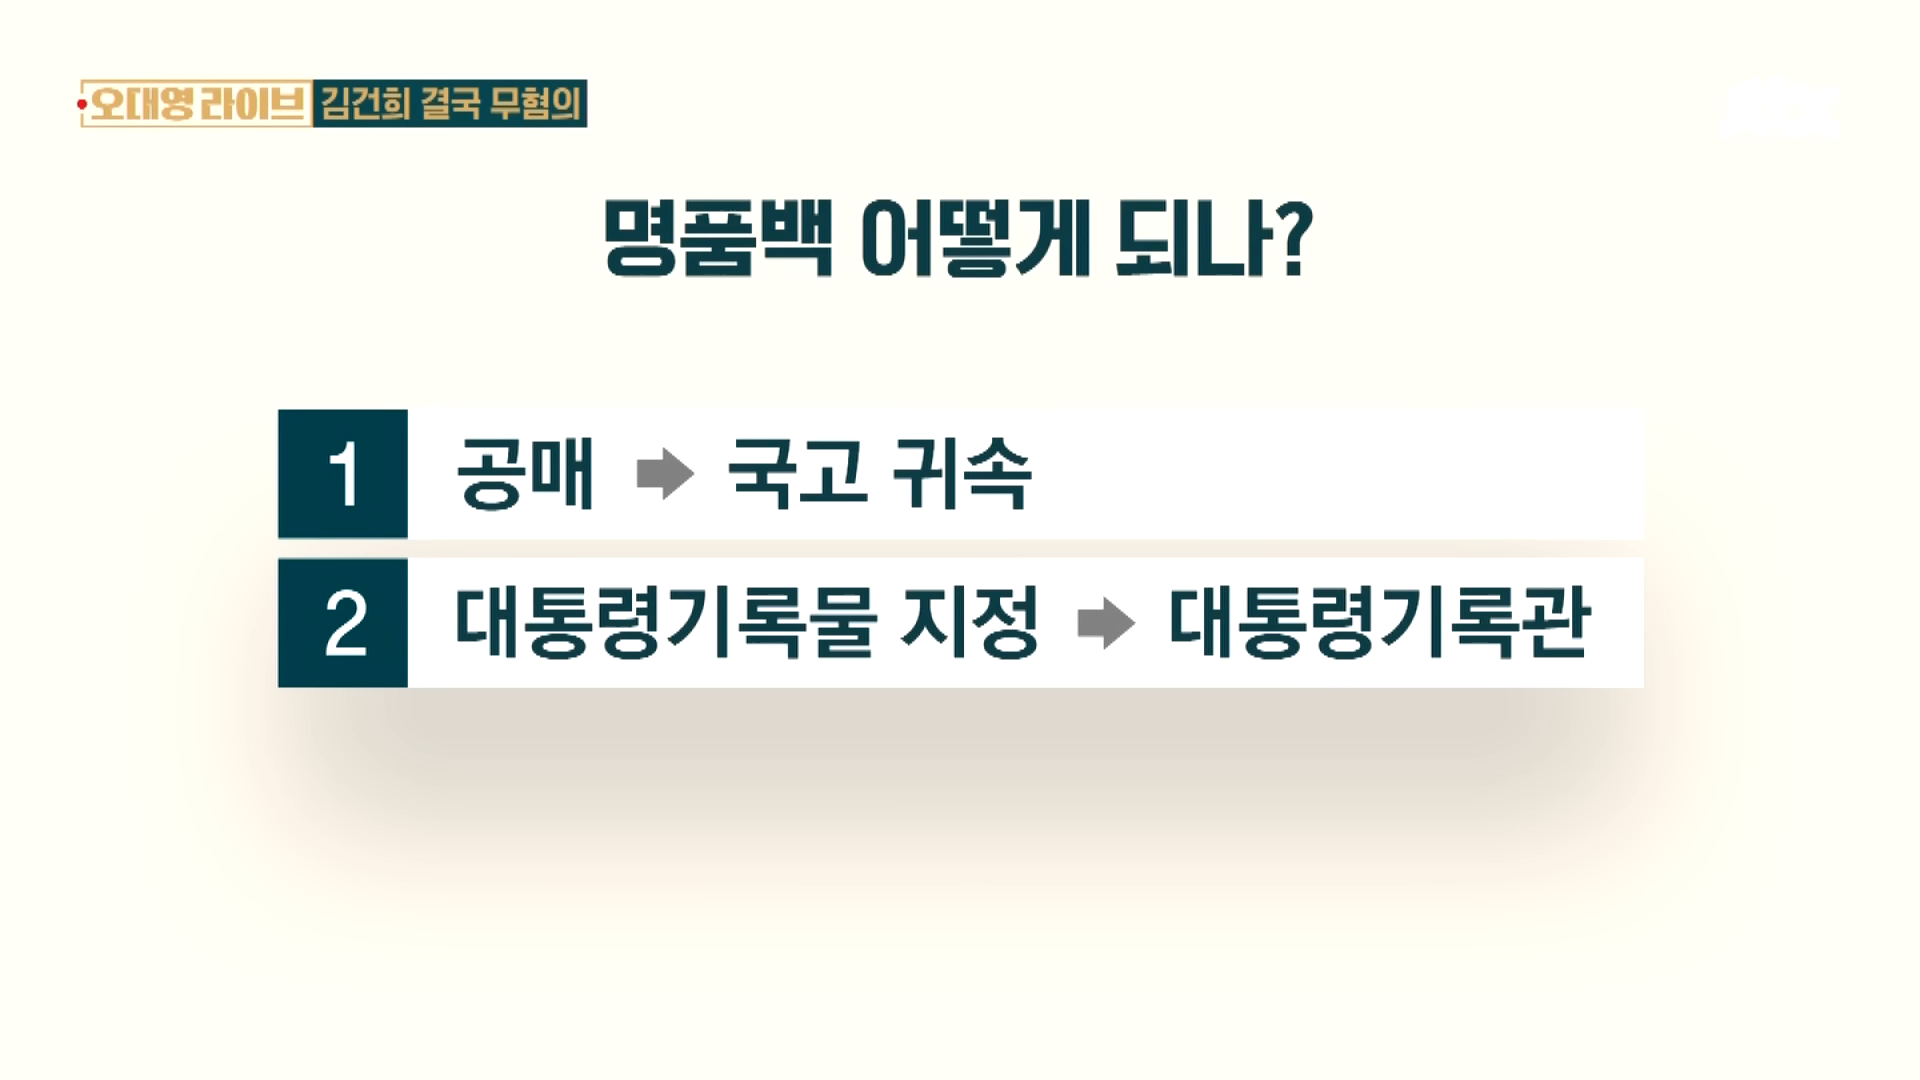 오대영 라이브 김건희 결국 무혐의
명품백 어떻게 되나?
1 공매 ➡ 국고 귀속
2 대통령기록물 지정 ➡ 대통령기록관